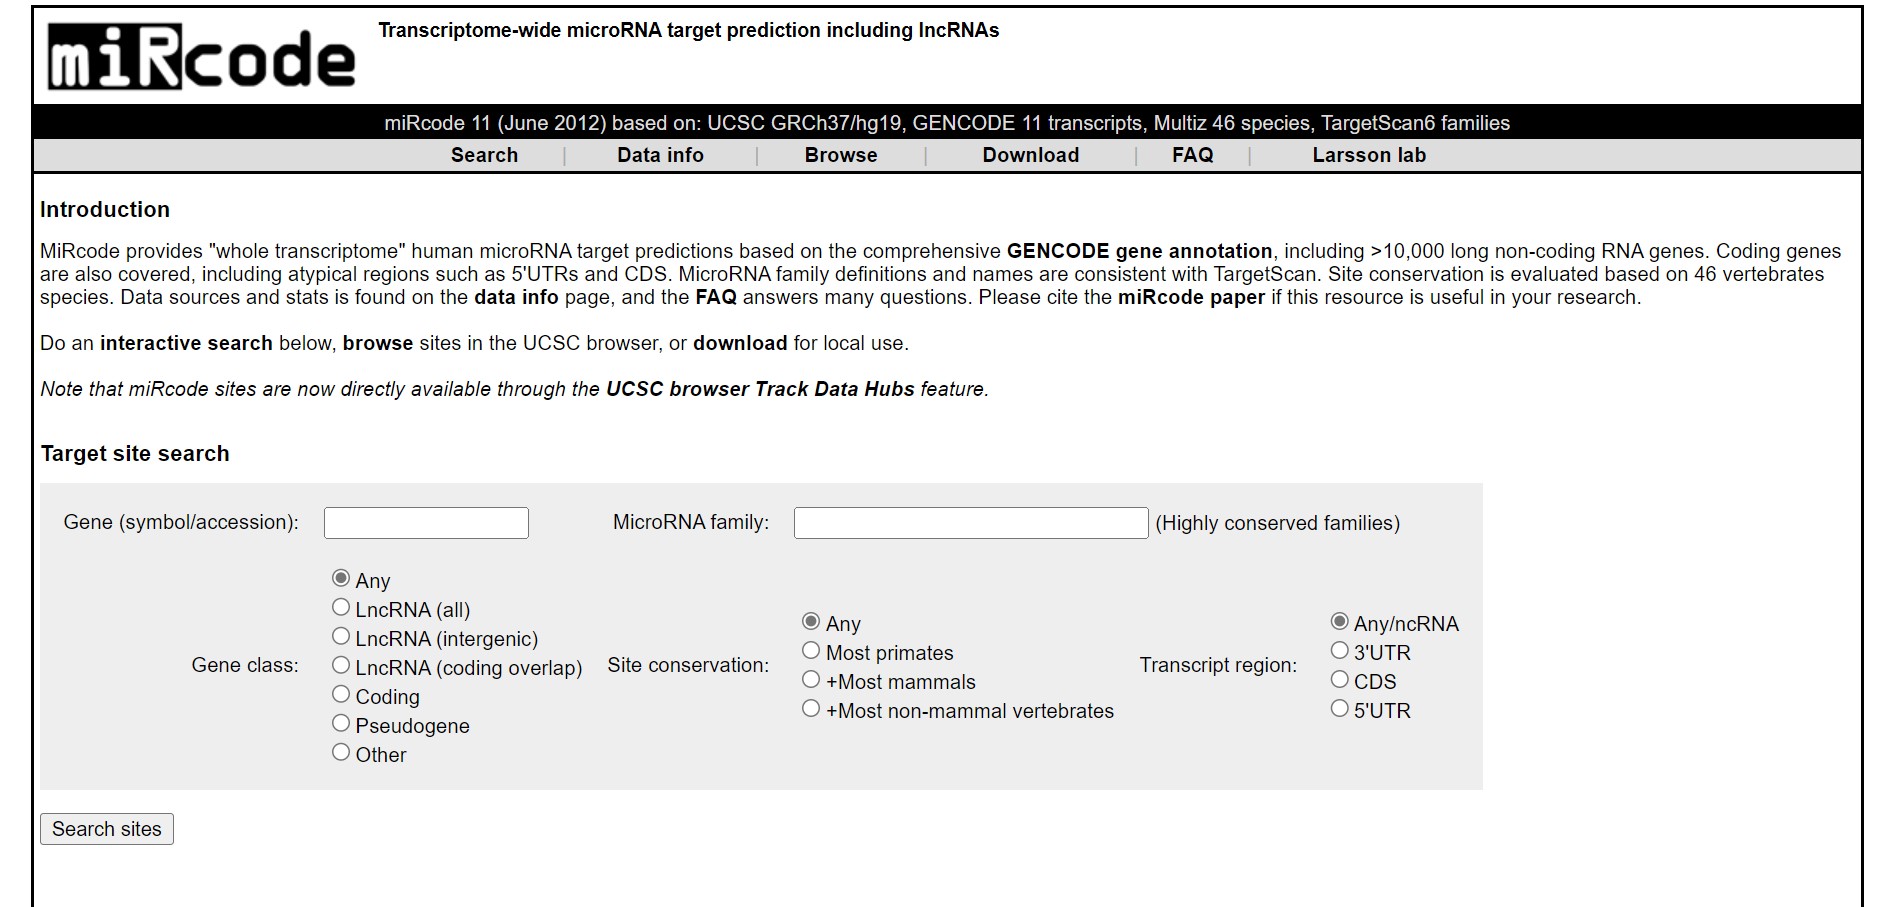 miRcode
Transcriptome-wide microRNA target prediction including lncRNAs
miRcode 11 (June 2012) based on: UCSC GRCh37/hg19, GENCODE 11 transcripts, Multiz 46 species, TargetScan6 families
Search | Data info | Browse | Download | FAQ | Larsson lab
Introduction
MiRcode provides "whole transcriptome" human microRNA target predictions based on the comprehensive GENCODE gene annotation, including >10,000 long non-coding RNA genes. Coding genes
are also covered, including atypical regions such as 5'UTRs and CDS. MicroRNA family definitions and names are consistent with TargetScan. Site conservation is evaluated based on 46 vertebrates
species. Data sources and stats is found on the data info page, and the FAQ answers many questions. Please cite the miRcode paper if this resource is useful in your research.
Do an interactive search below, browse sites in the UCSC browser, or download for local use.
Note that miRcode sites are now directly available through the UCSC browser Track Data Hubs feature.
Target site search
Gene (symbol/accession):
MicroRNA family:
(Highly conserved families)
Gene class:
Any
LncRNA (all)
LncRNA (intergenic)
LncRNA (coding overlap)
Coding
Pseudogene
Other
Site conservation:
Any
Most primates
+Most mammals
+Most non-mammal vertebrates
Transcript region:
Any/ncRNA
3'UTR
CDS
5'UTR
Search sites